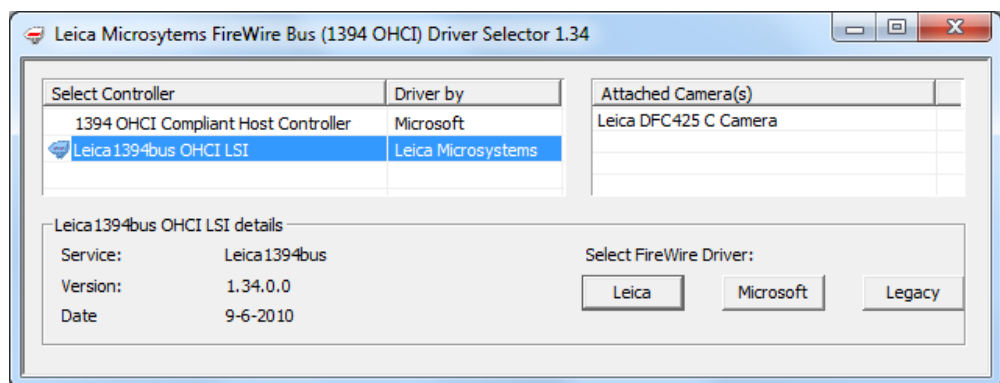 Leica Microsytems FireWire Bus (1394 OHCI) Driver Selector 1.34
Select Controller Driver by Attached Camera(s)
1394 OHCI Compliant Host Controller Microsoft Leica DFC425 C Camera
Leica1394bus OHCI LSI Leica Microsystems
Leica1394bus OHCI LSI details
Service: Leica1394bus Select FireWire Driver:
Version: 1.34.0.0 Leica Microsoft Legacy
Date 9-6-2010